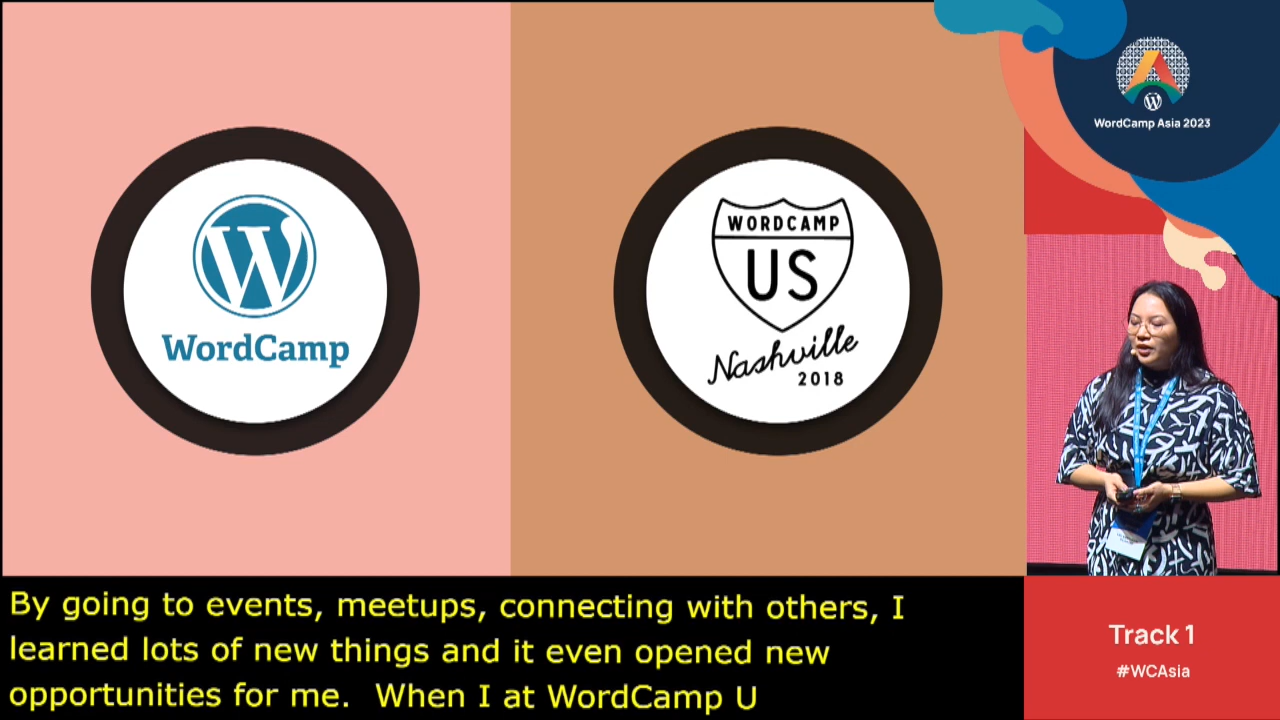 WordCamp
WORDCAMP
US
Nashville
2018
WordCamp Asia 2023
By going to events, meetups, connecting with others, I
learned lots of new things and it even opened new
opportunities for me.  When I at WordCamp U
Track 1
#WCAsia